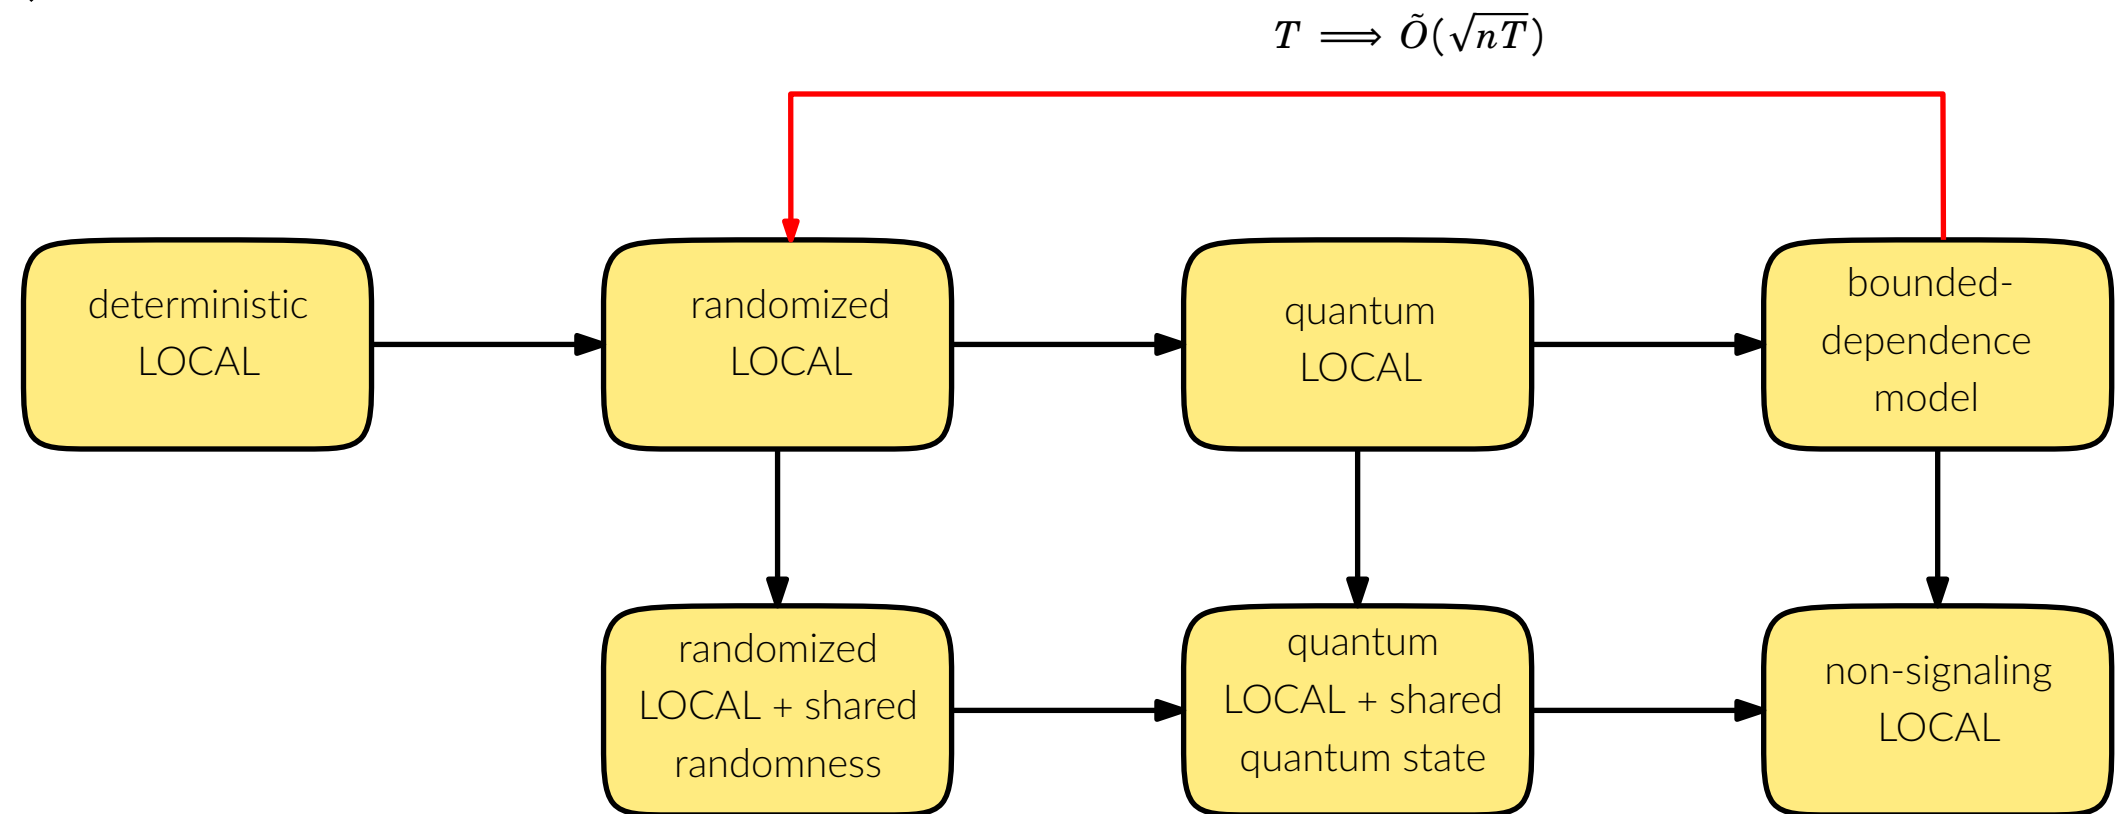 T ⟹ Õ(√nT)
deterministic
LOCAL
randomized
LOCAL
quantum
LOCAL
bounded-
dependence
model
randomized
LOCAL + shared
randomness
quantum
LOCAL + shared
quantum state
non-signaling
LOCAL